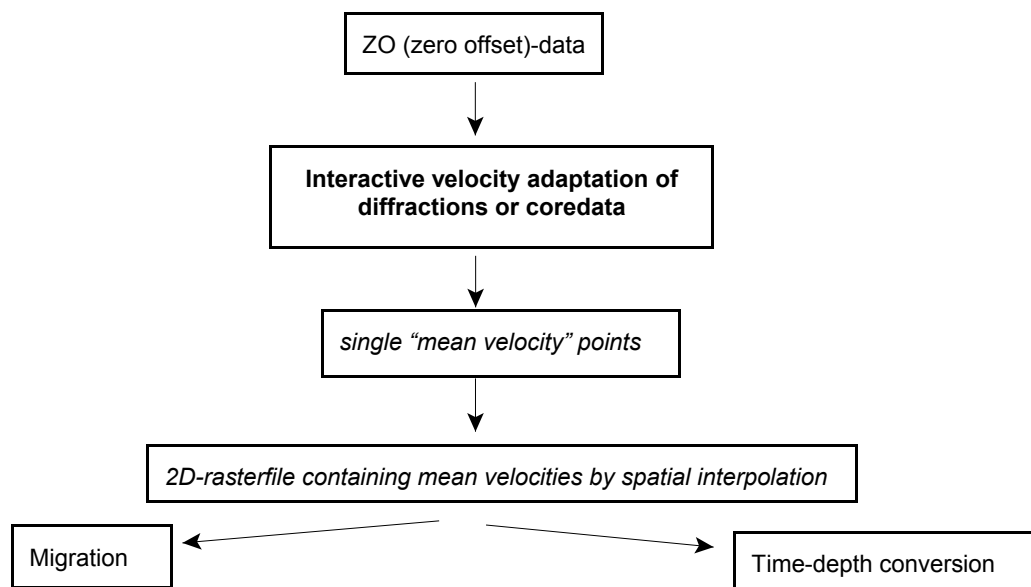 ZO (zero offset)-data
Interactive velocity adaptation of
diffractions or coredata
single “mean velocity” points
2D-rasterfile containing mean velocities by spatial interpolation
Migration
Time-depth conversion